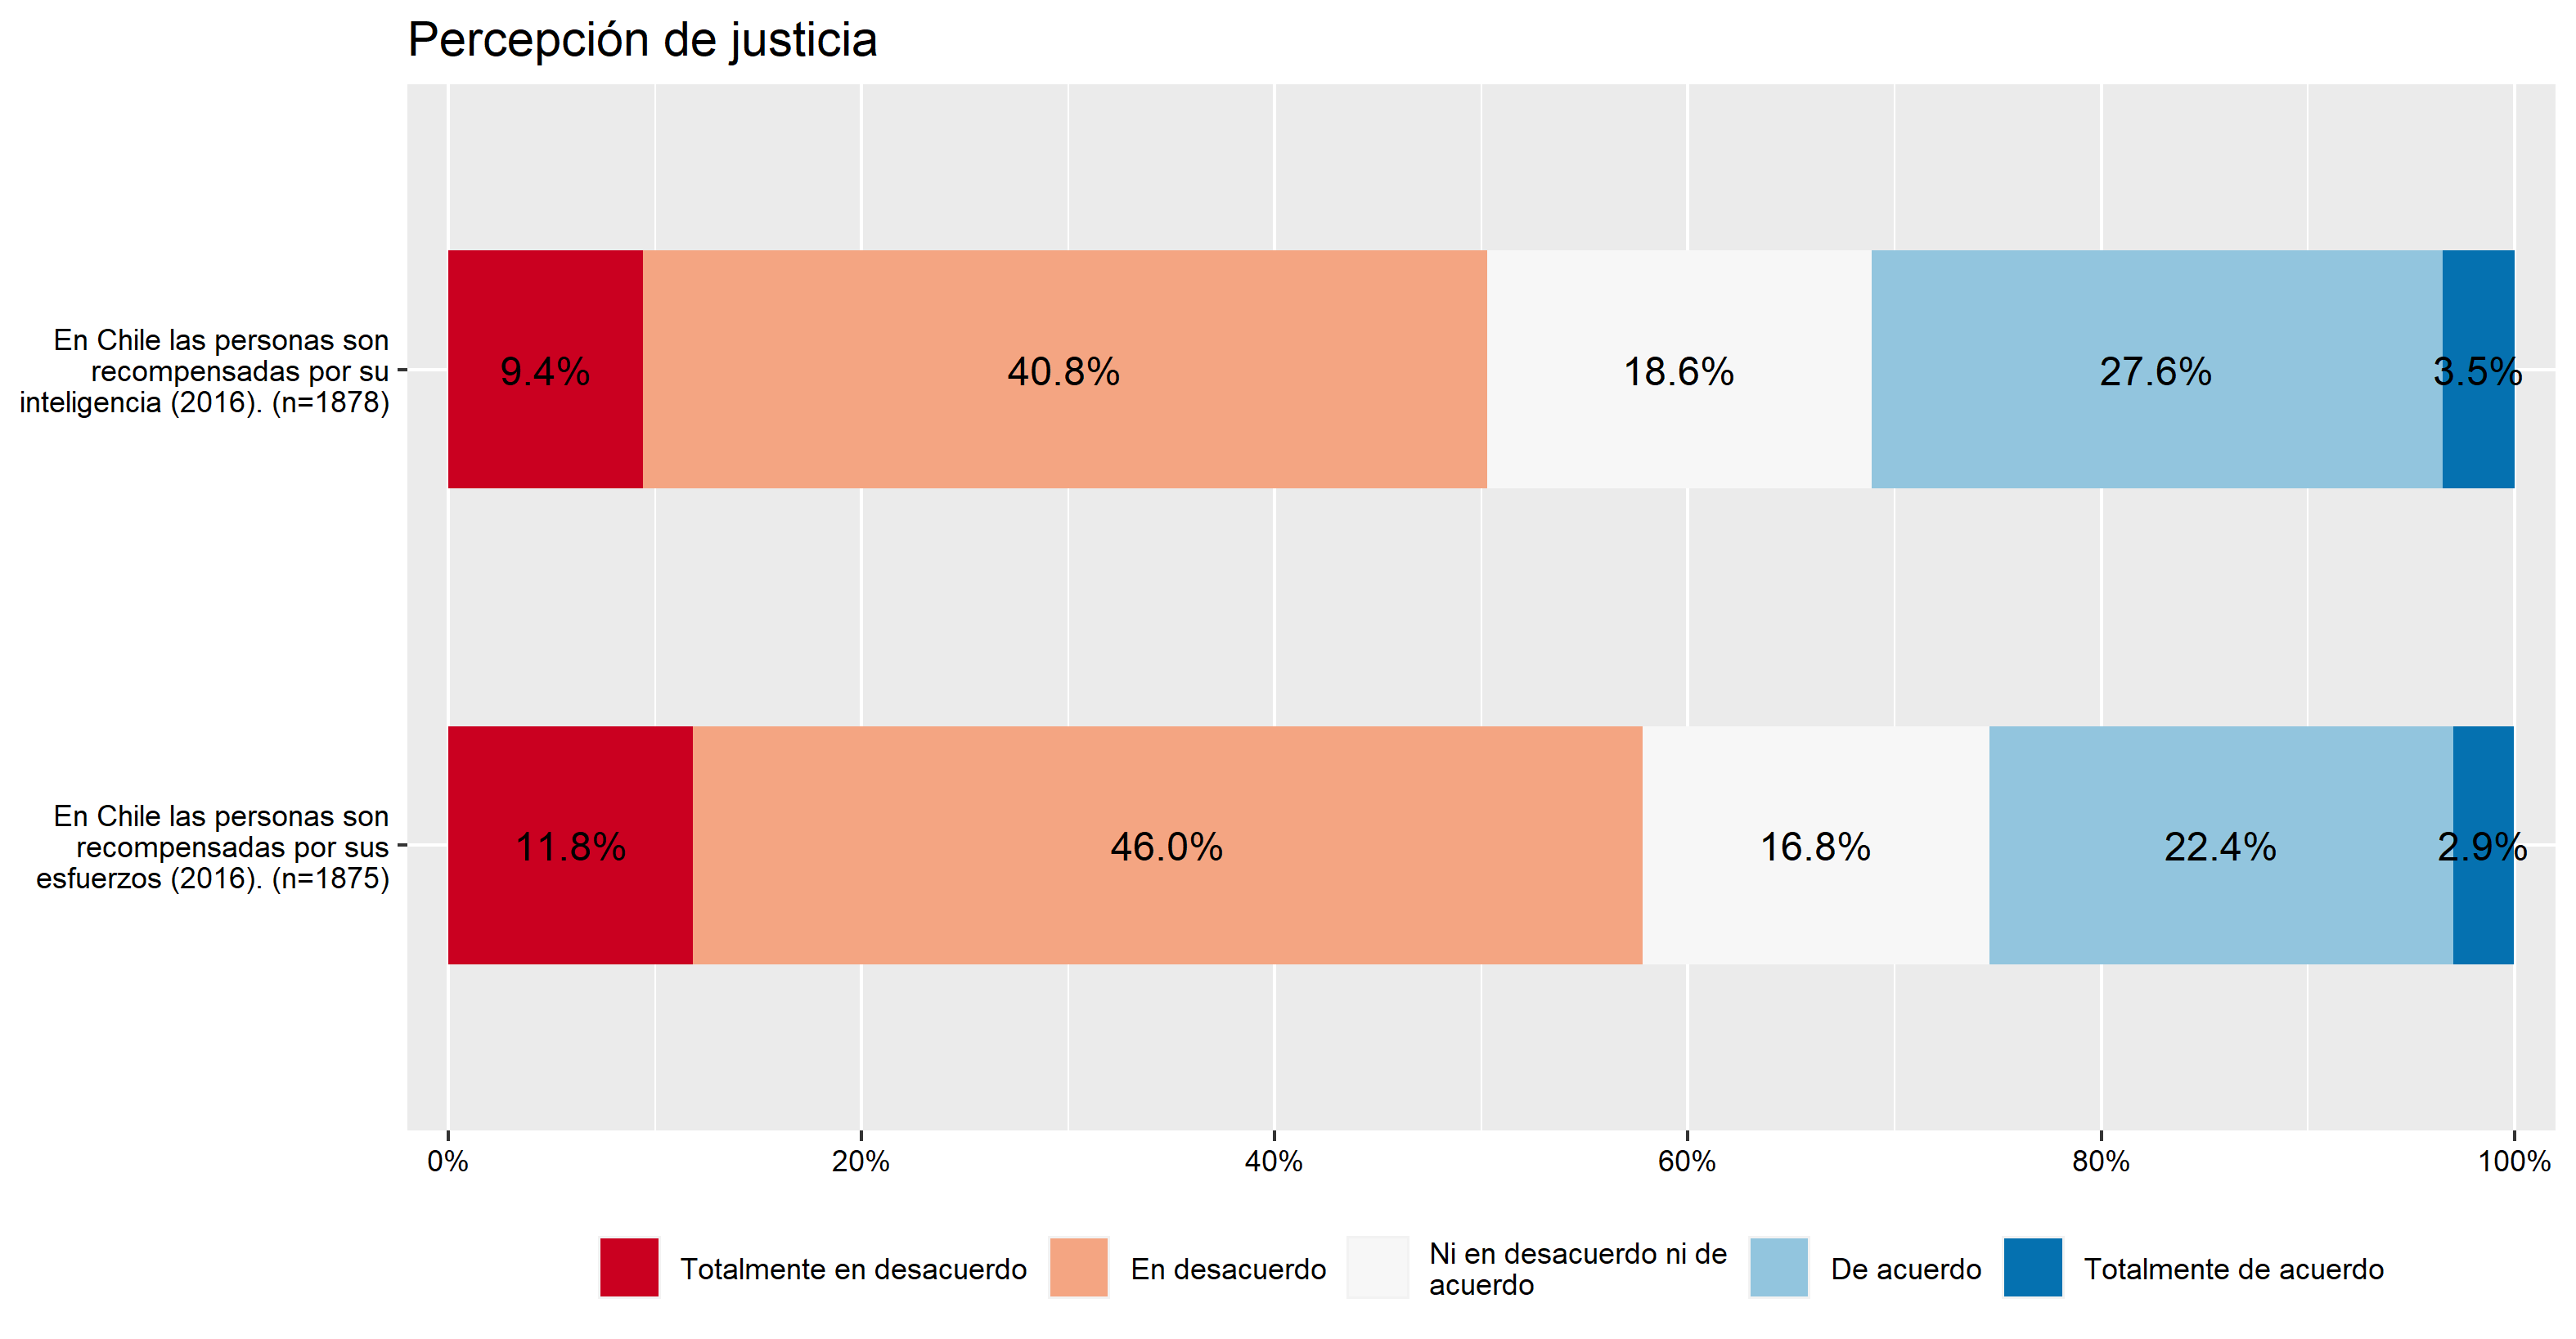 Percepción de justicia
En Chile las personas son
recompensadas por su
inteligencia (2016). (n=1878)
9.4%
40.8%
18.6%
27.6%
3.5%
En Chile las personas son
recompensadas por sus
esfuerzos (2016). (n=1875)
11.8%
46.0%
16.8%
22.4%
2.9%
0%
20%
40%
60%
80%
100%
Totalmente en desacuerdo
En desacuerdo
Ni en desacuerdo ni de
acuerdo
De acuerdo
Totalmente de acuerdo